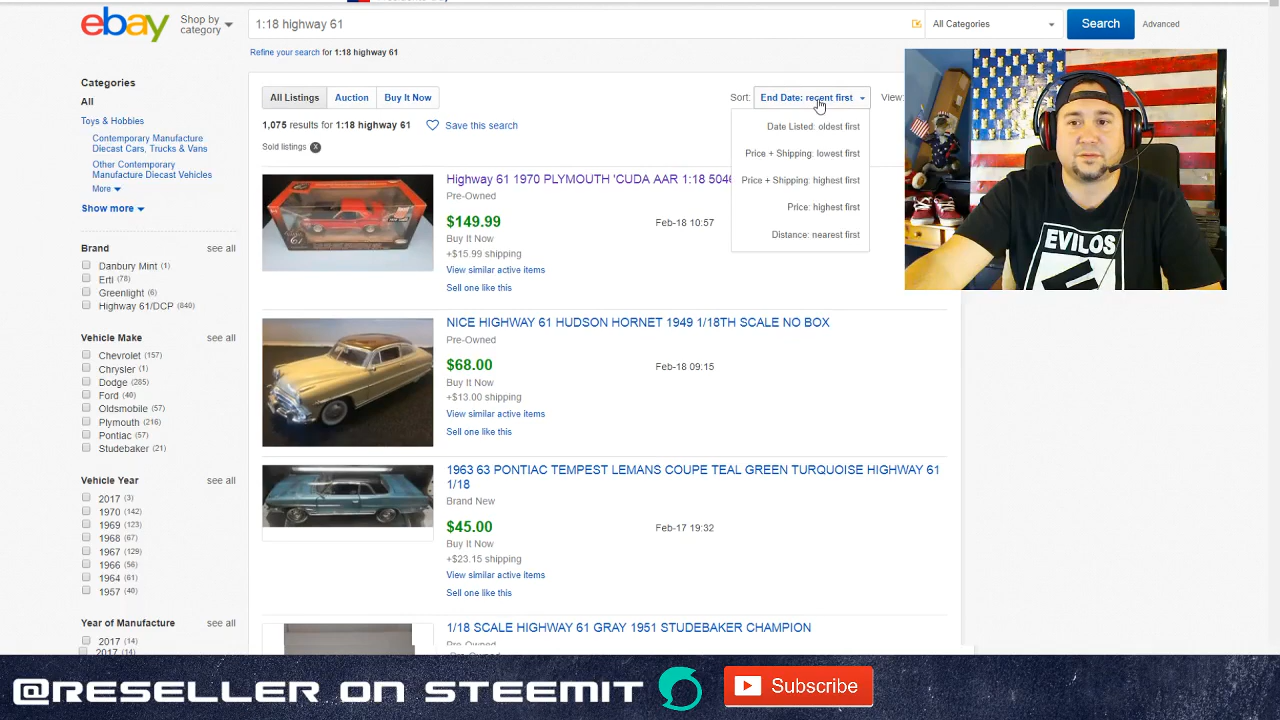 ebay
Shop by
category
1:18 highway 61
All Categories
Search
Advanced
Refine your search for 1:18 highway 61
Categories
All
Toys & Hobbies
Contemporary Manufacture
Diecast Cars, Trucks & Vans
Other Contemporary
Manufacture Diecast Vehicles
More
Show more
Brand
see all
Danbury Mint (1)
Ertl (78)
Greenlight (6)
Highway 61/DCP (840)
Vehicle Make
see all
Chevrolet (157)
Chrysler (1)
Dodge (285)
Ford (40)
Oldsmobile (57)
Plymouth (216)
Pontiac (57)
Studebaker (21)
Vehicle Year
see all
2017 (3)
1970 (142)
1969 (123)
1968 (67)
1967 (129)
1966 (56)
1964 (61)
1957 (40)
Year of Manufacture
see all
2017 (14)
2017 (14)
All Listings
Auction
Buy It Now
Sort:
End Date: recent first
View:
Date Listed: oldest first
Price + Shipping: lowest first
Price + Shipping: highest first
Price: highest first
Distance: nearest first
1,075 results for 1:18 highway 61
Save this search
Sold listings X
Highway 61 1970 PLYMOUTH 'CUDA AAR 1:18
Pre-Owned
$149.99
Feb-18 10:57
Buy It Now
+$15.99 shipping
View similar active items
Sell one like this
NICE HIGHWAY 61 HUDSON HORNET 1949 1/18TH SCALE NO BOX
Pre-Owned
$68.00
Feb-18 09:15
Buy It Now
+$13.00 shipping
View similar active items
Sell one like this
1963 63 PONTIAC TEMPEST LEMANS COUPE TEAL GREEN TURQUOISE HIGHWAY 61
1/18
Brand New
$45.00
Feb-17 19:32
Buy It Now
+$23.15 shipping
View similar active items
Sell one like this
1/18 SCALE HIGHWAY 61 GRAY 1951 STUDEBAKER CHAMPION
Pre-Owned
EVILOS
@RESELLER ON STEEMIT
Subscribe